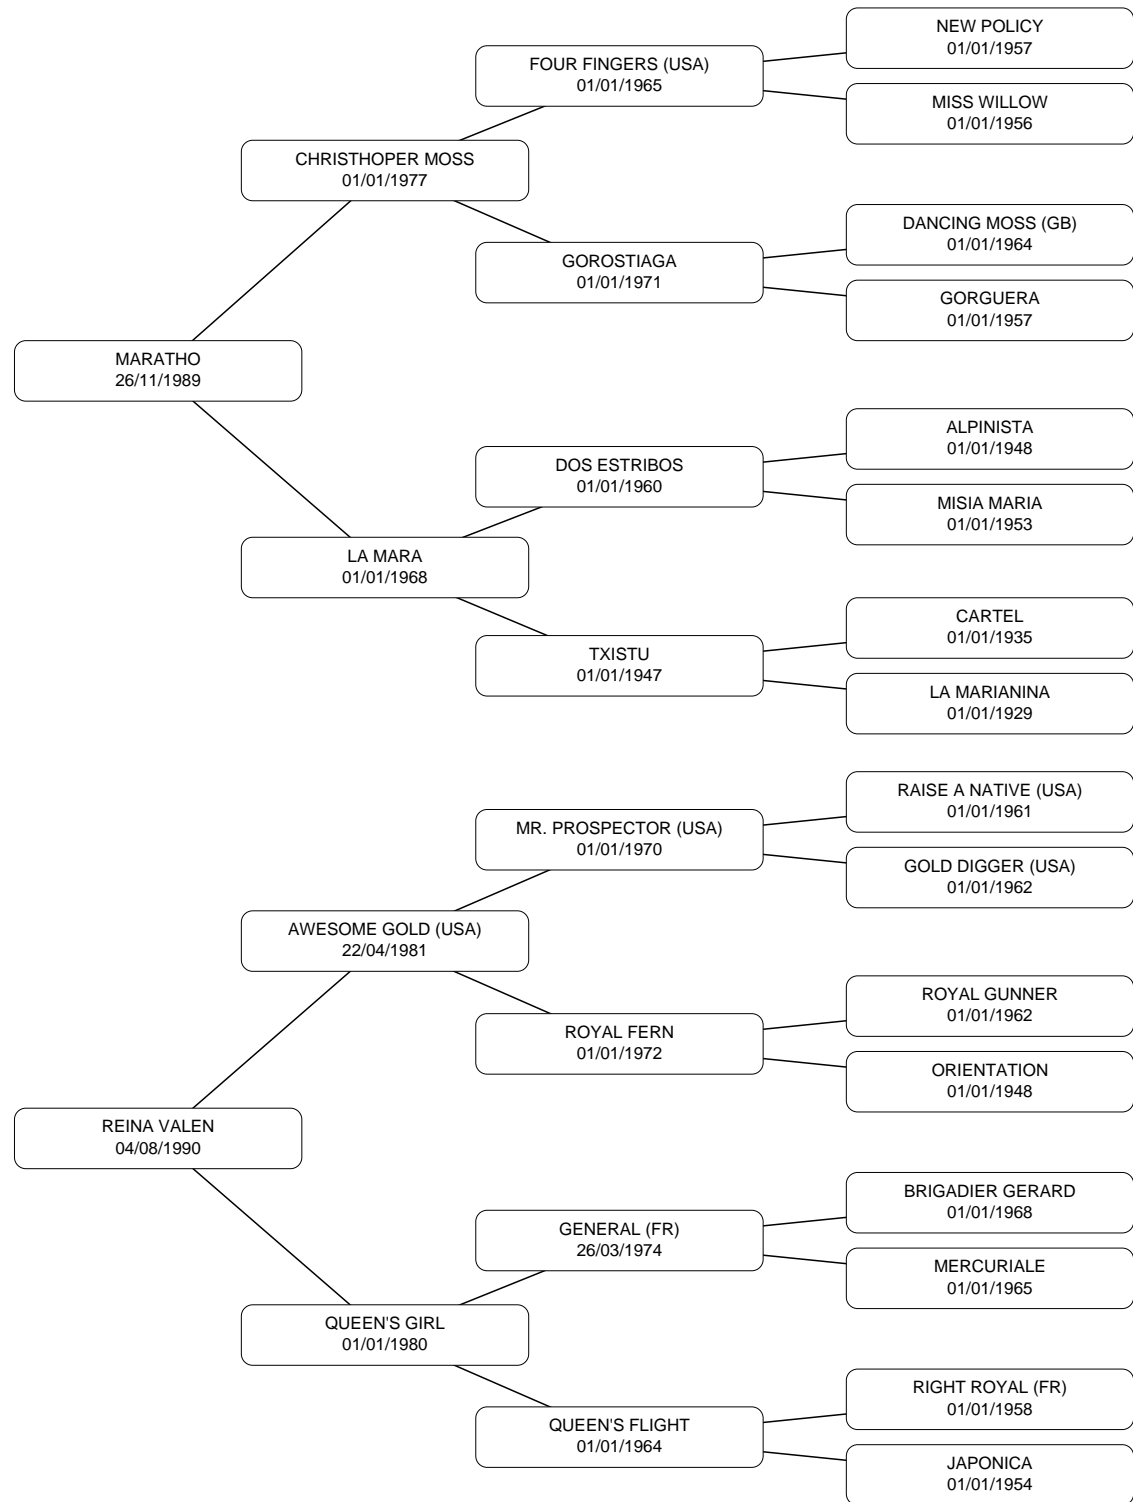 NEW POLICY
01/01/1957
FOUR FINGERS (USA)
01/01/1965
MISS WILLOW
01/01/1956
CHRISTHOPER MOSS
01/01/1977
DANCING MOSS (GB)
01/01/1964
GOROSTIAGA
01/01/1971
GORGUERA
01/01/1957
MARATHO
26/11/1989
ALPINISTA
01/01/1948
DOS ESTRIBOS
01/01/1960
MISIA MARIA
01/01/1953
LA MARA
01/01/1968
CARTEL
01/01/1935
TXISTU
01/01/1947
LA MARIANINA
01/01/1929
RAISE A NATIVE (USA)
01/01/1961
MR. PROSPECTOR (USA)
01/01/1970
GOLD DIGGER (USA)
01/01/1962
AWESOME GOLD (USA)
22/04/1981
ROYAL GUNNER
01/01/1962
ROYAL FERN
01/01/1972
ORIENTATION
01/01/1948
REINA VALEN
04/08/1990
BRIGADIER GERARD
01/01/1968
GENERAL (FR)
26/03/1974
MERCURIALE
01/01/1965
QUEEN'S GIRL
01/01/1980
RIGHT ROYAL (FR)
01/01/1958
QUEEN'S FLIGHT
01/01/1964
JAPONICA
01/01/1954